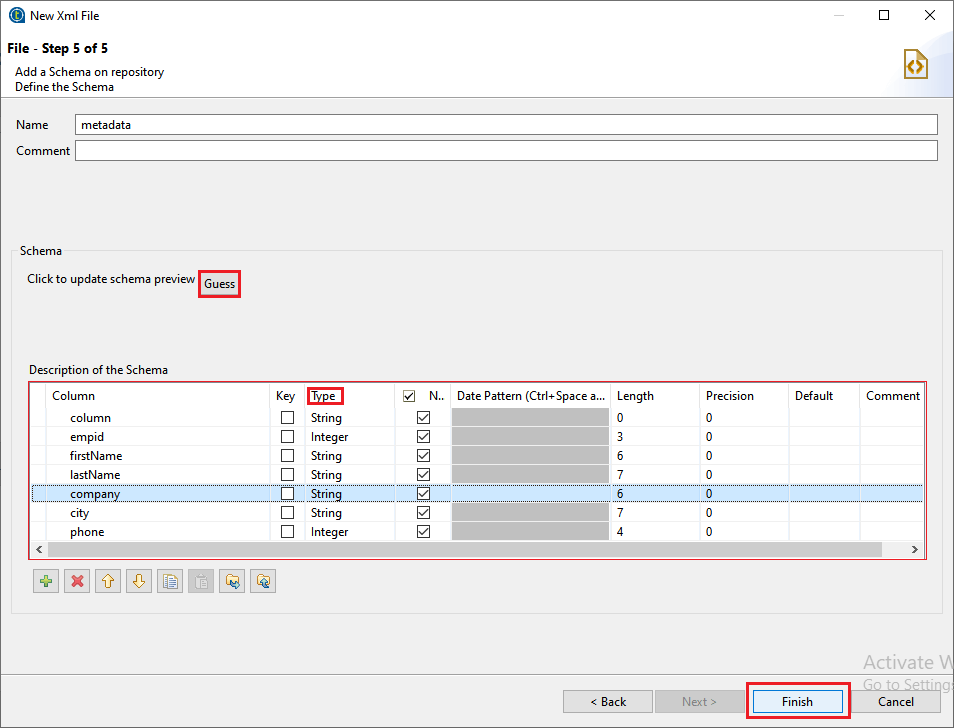 New Xml File
File - Step 5 of 5
Add a Schema on repository
Define the Schema
Name metadata
Comment
Schema
Click to update schema preview Guess
Description of the Schema
Column Key Type N.. Date Pattern (Ctrl+Space a... Length Precision Default Comment
column String 0 0
empid Integer 3 0
firstName String 6 0
lastName String 7 0
company String 6 0
city String 7 0
phone Integer 4 0
Activate W
Go to Settings
< Back Next > Finish Cancel